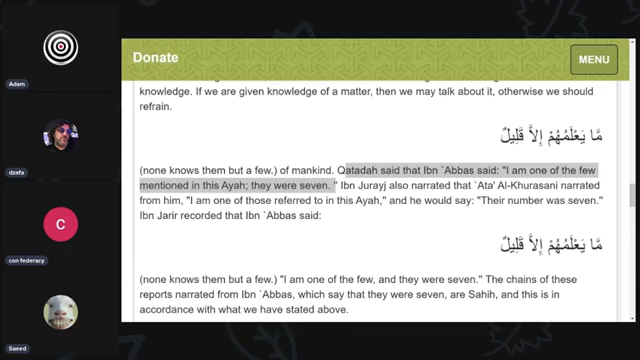 Donate
MENU
knowledge. If we are given knowledge of a matter, then we may talk about it, otherwise we should
refrain.
مَّا يَعْلَمُهُمْ إِلاَّ قَلِيلٌ
(none knows them but a few.) of mankind. Qatadah said that Ibn `Abbas said: "I am one of the few
mentioned in this Ayah; they were seven. " Ibn Jurayj also narrated that `Ata' Al-Khurasani narrated
from him, "I am one of those referred to in this Ayah," and he would say: "Their number was seven."
Ibn Jarir recorded that Ibn `Abbas said:
مَّا يَعْلَمُهُمْ إِلاَّ قَلِيلٌ
(none knows them but a few.) "I am one of the few, and they were seven." The chains of these
reports narrated from Ibn `Abbas, which say that they were seven, are Sahih, and this is in
accordance with what we have stated above.
Adam
dzafa
C
con federacy
Saeed